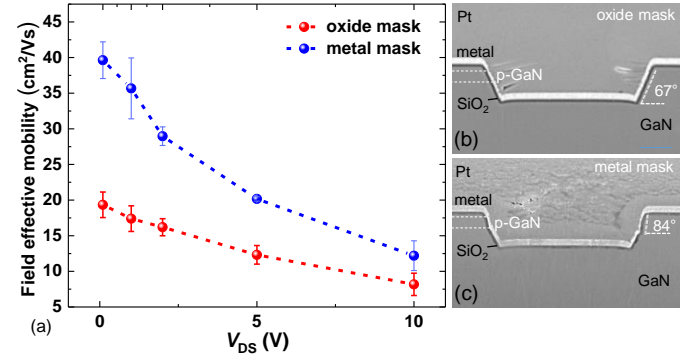 45
40
35
30
25
20
15
10
5
Field effective mobility (cm²/Vs)
oxide mask
metal mask
0
5
10
V_DS (V)
(a)
Pt
oxide mask
metal
p-GaN
SiO₂
67°
GaN
(b)
Pt
metal mask
metal
p-GaN
84°
SiO₂
GaN
(c)